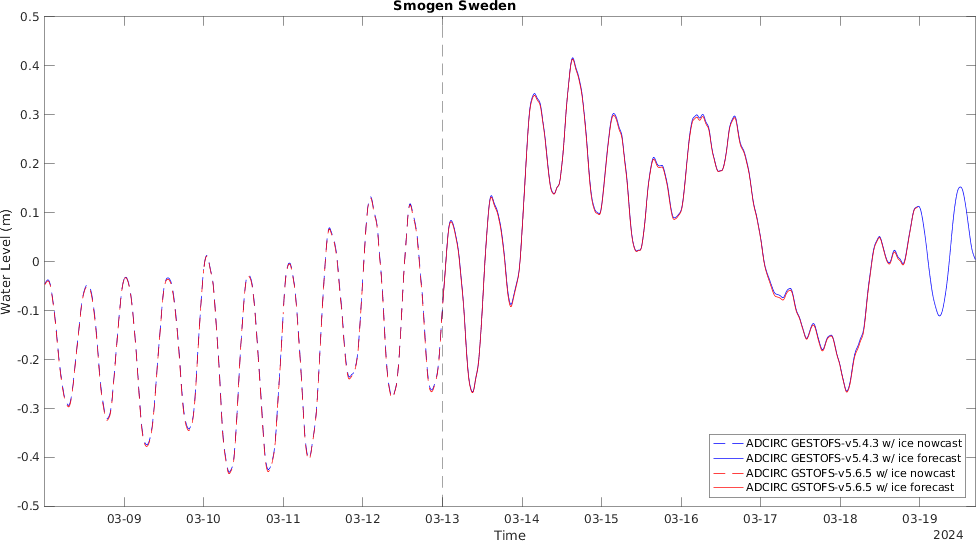 Smogen Sweden
0.5
0.4
0.3
0.2
0.1
0
-0.1
-0.2
-0.3
-0.4
-0.5
Water Level (m)
ADCIRC GESTOFS-v5.4.3 w/ ice nowcast
ADCIRC GESTOFS-v5.4.3 w/ ice forecast
ADCIRC GSTOFS-v5.6.5 w/ ice nowcast
ADCIRC GSTOFS-v5.6.5 w/ ice forecast
03-09 03-10 03-11 03-12 03-13 03-14 03-15 03-16 03-17 03-18 03-19
Time 2024